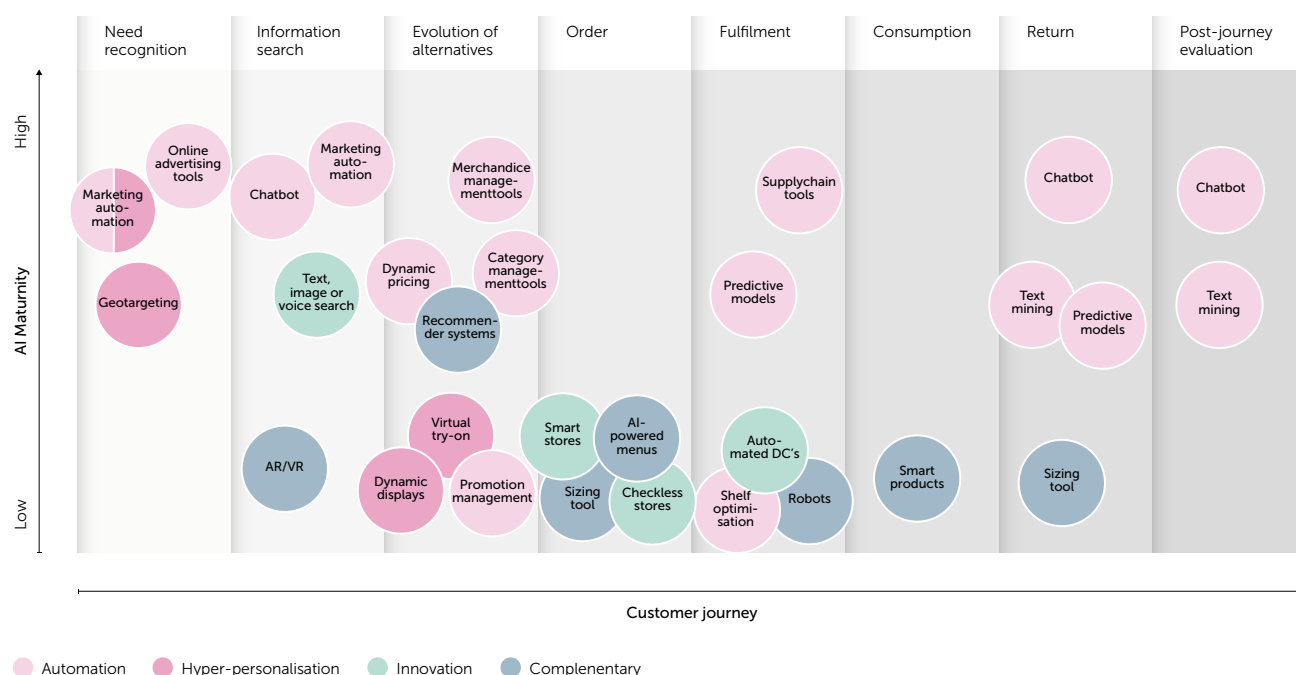 Need
recognition
Information
search
Evolution of
alternatives
Order
Fulfilment
Consumption
Return
Post-journey
evaluation
High
AI Maturnity
Low
Online
advertising
tools
Marketing
auto-
mation
Geotargeting
Marketing
auto-
mation
Chatbot
Text,
image or
voice search
AR/VR
Merchandice
manage-
menttools
Dynamic
pricing
Category
manage-
menttools
Recommen-
der systems
Virtual
try-on
Dynamic
displays
Promotion
management
Smart
stores
AI-
powered
menus
Sizing
tool
Checkless
stores
Supplychain
tools
Predictive
models
Auto-
mated DC's
Shelf
optimi-
sation
Robots
Smart
products
Chatbot
Text
mining
Predictive
models
Sizing
tool
Chatbot
Text
mining
Customer journey
Automation
Hyper-personalisation
Innovation
Complenentary